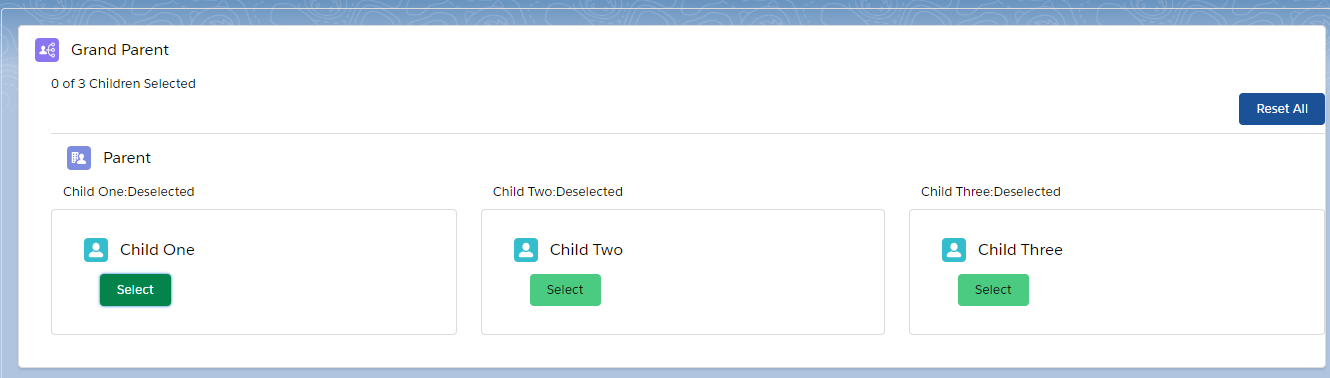 Grand Parent
0 of 3 Children Selected
Reset All
Parent
Child One:Deselected
Child Two:Deselected
Child Three:Deselected
Child One
Child Two
Child Three
Select
Select
Select